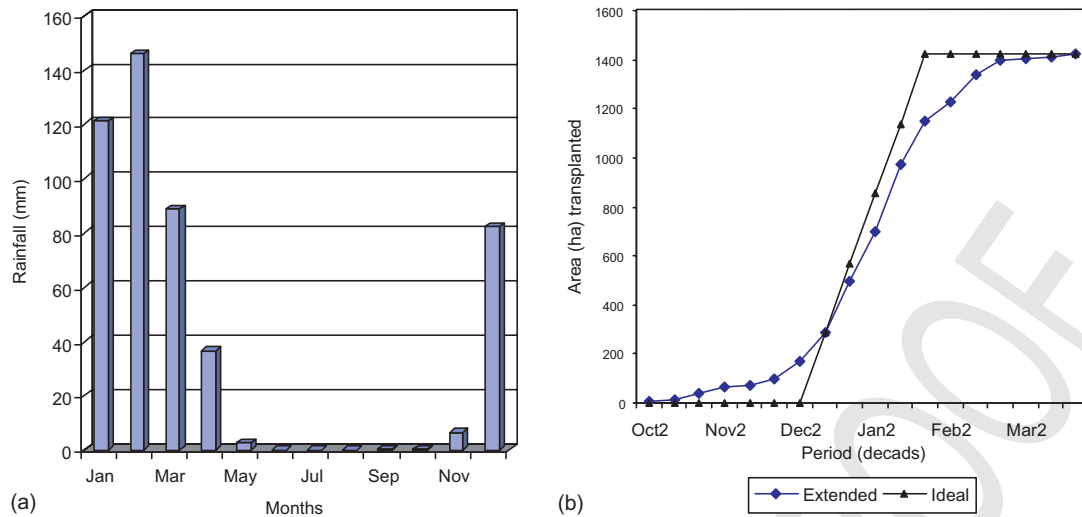 160
140
120
100
80
60
40
20
0
Rainfall (mm)
Jan Mar May Jul Sep Nov
Months
(a)
1600
1400
1200
1000
800
600
400
200
0
Area (ha) transplanted
Oct2 Nov2 Dec2 Jan2 Feb2 Mar2
Period (decads)
Extended Ideal
(b)
OOF